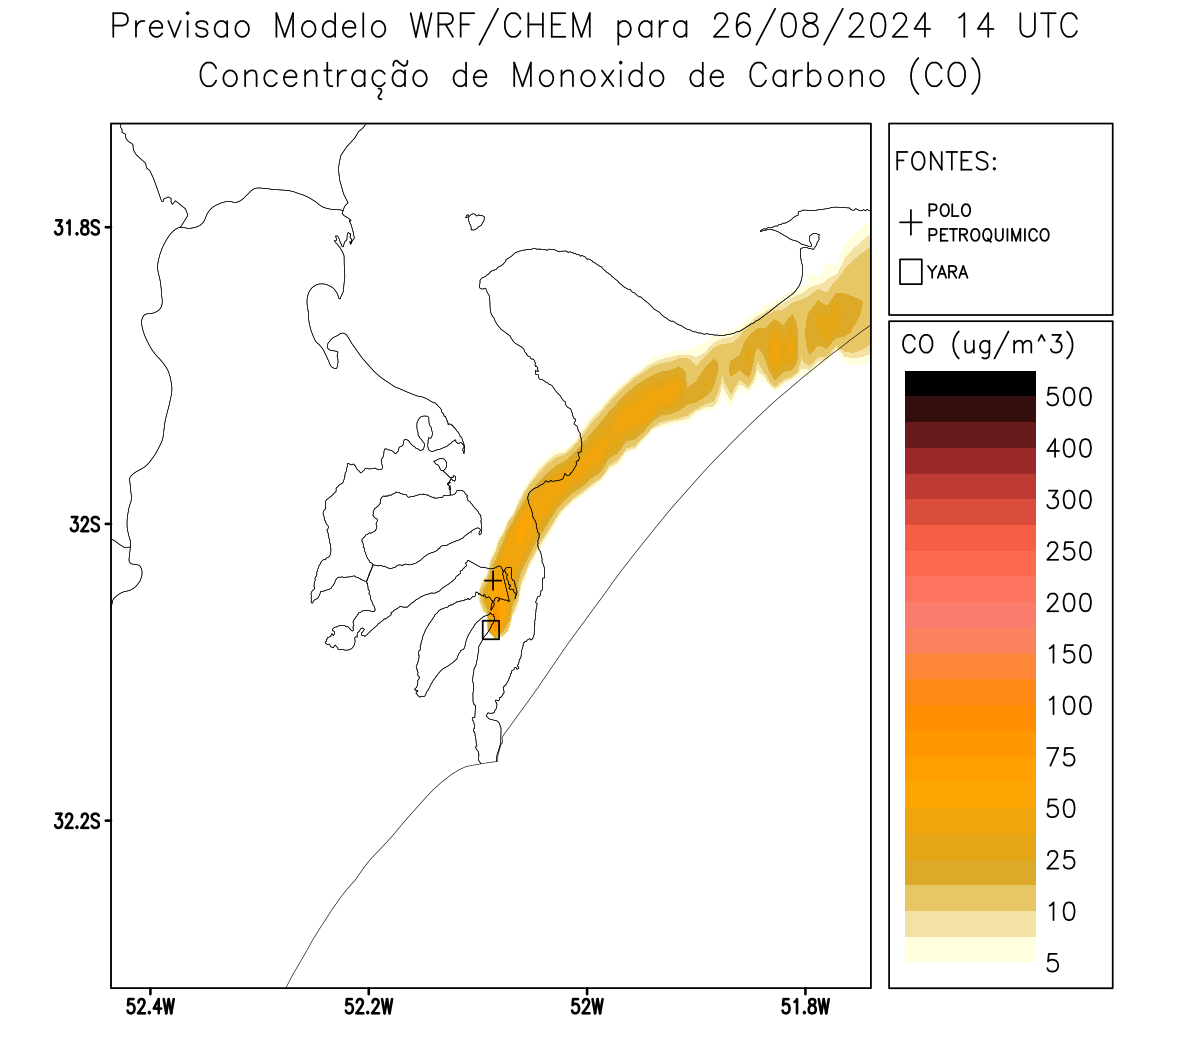 Previsao Modelo WRF/CHEM para 26/08/2024 14 UTC
Concentração de Monoxido de Carbono (CO)
FONTES:
POLO
PETROQUIMICO
YARA
31.8S
32S
32.2S
52.4W
52.2W
52W
51.8W
CO (ug/m^3)
500
400
300
250
200
150
100
75
50
25
10
5